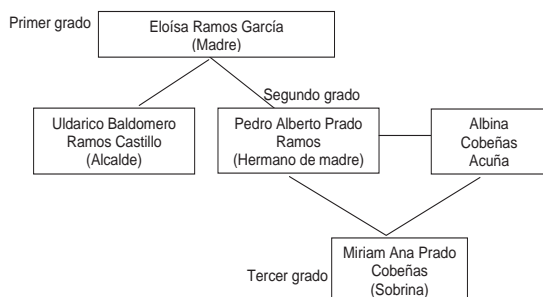 Primer grado
Eloísa Ramos García
(Madre)
Segundo grado
Uldarico Baldomero
Ramos Castillo
(Alcalde)
Pedro Alberto Prado
Ramos
(Hermano de madre)
Albina
Cobeñas
Acuña
Miriam Ana Prado
Cobeñas
(Sobrina)
Tercer grado